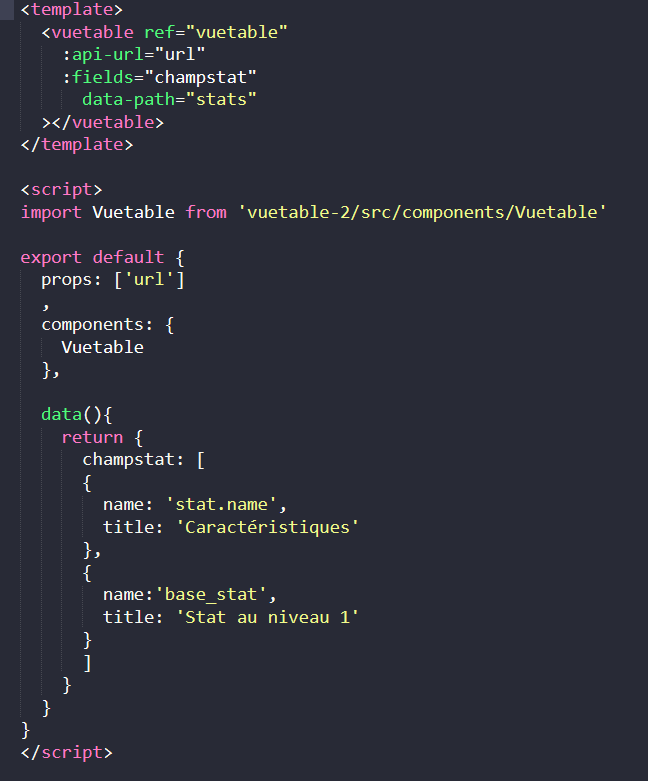 <template>
  <vuetable ref="vuetable"
    :api-url="url"
    :fields="champstat"
      data-path="stats"
  ></vuetable>
</template>

<script>
import Vuetable from 'vuetable-2/src/components/Vuetable'

export default {
  props: ['url']
  ,
  components: {
    Vuetable
  },

  data(){
    return {
      champstat: [
      {
        name: 'stat.name',
        title: 'Caractéristiques'
      },
      {
        name:'base_stat',
        title: 'Stat au niveau 1'
      }
      ]
    }
  }
}
</script>